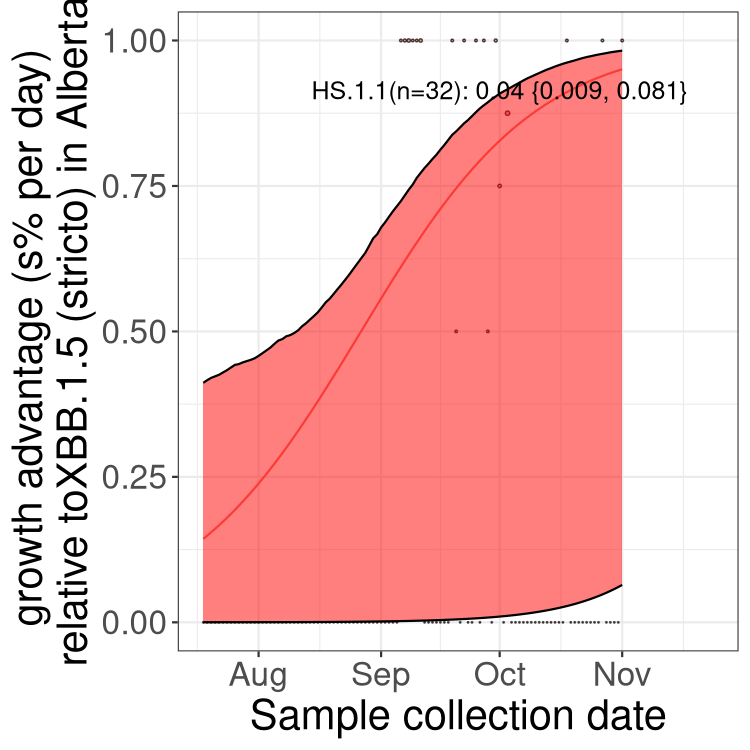 growth advantage (s% per day)
relative toXBB.1.5 (stricto) in Alberta
1.00
0.75
0.50
0.25
0.00
HS.1.1(n=32): 0.04 {0.009, 0.081}
Aug Sep Oct Nov
Sample collection date